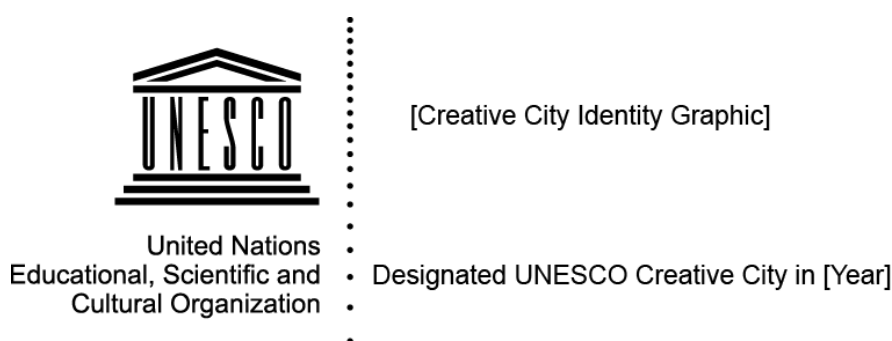 UNESCO
United Nations
Educational, Scientific and
Cultural Organization
[Creative City Identity Graphic]
Designated UNESCO Creative City in [Year]